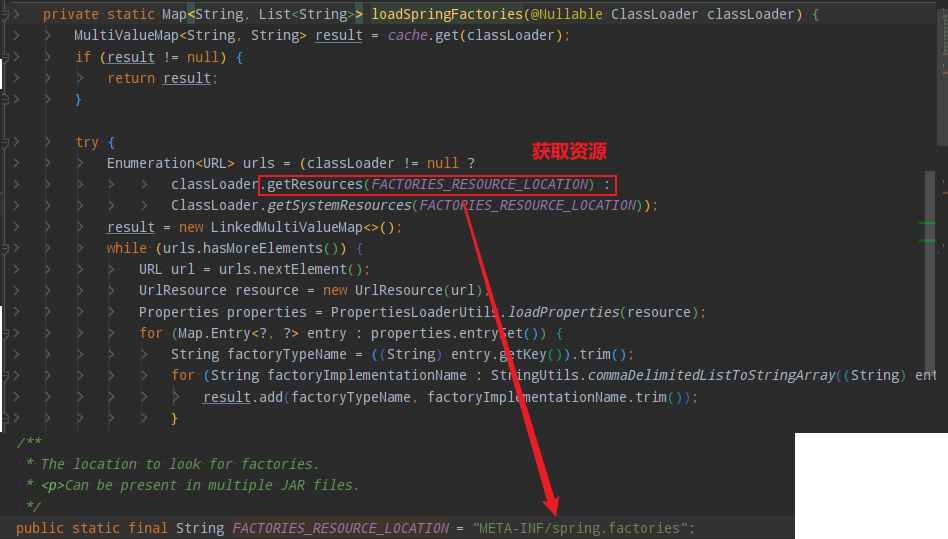 private static Map<String, List<String>> loadSpringFactories(@Nullable ClassLoader classLoader) {
MultiValueMap<String, String> result = cache.get(classLoader);
if (result != null) {
return result;
}
try {
获取资源
Enumeration<URL> urls = (classLoader != null ?
classLoader.getResources(FACTORIES_RESOURCE_LOCATION) :
ClassLoader.getSystemResources(FACTORIES_RESOURCE_LOCATION));
result = new LinkedMultiValueMap<>();
while (urls.hasMoreElements()) {
URL url = urls.nextElement();
UrlResource resource = new UrlResource(url);
Properties properties = PropertiesLoaderUtils.loadProperties(resource);
for (Map.Entry<?, ?> entry : properties.entrySet()) {
String factoryTypeName = ((String) entry.getKey()).trim();
for (String factoryImplementationName : StringUtils.commaDelimitedListToStringArray((String) ent
result.add(factoryTypeName, factoryImplementationName.trim());
}
/**
* The location to look for factories.
* <p>Can be present in multiple JAR files.
*/
public static final String FACTORIES_RESOURCE_LOCATION = "META-INF/spring.factories";